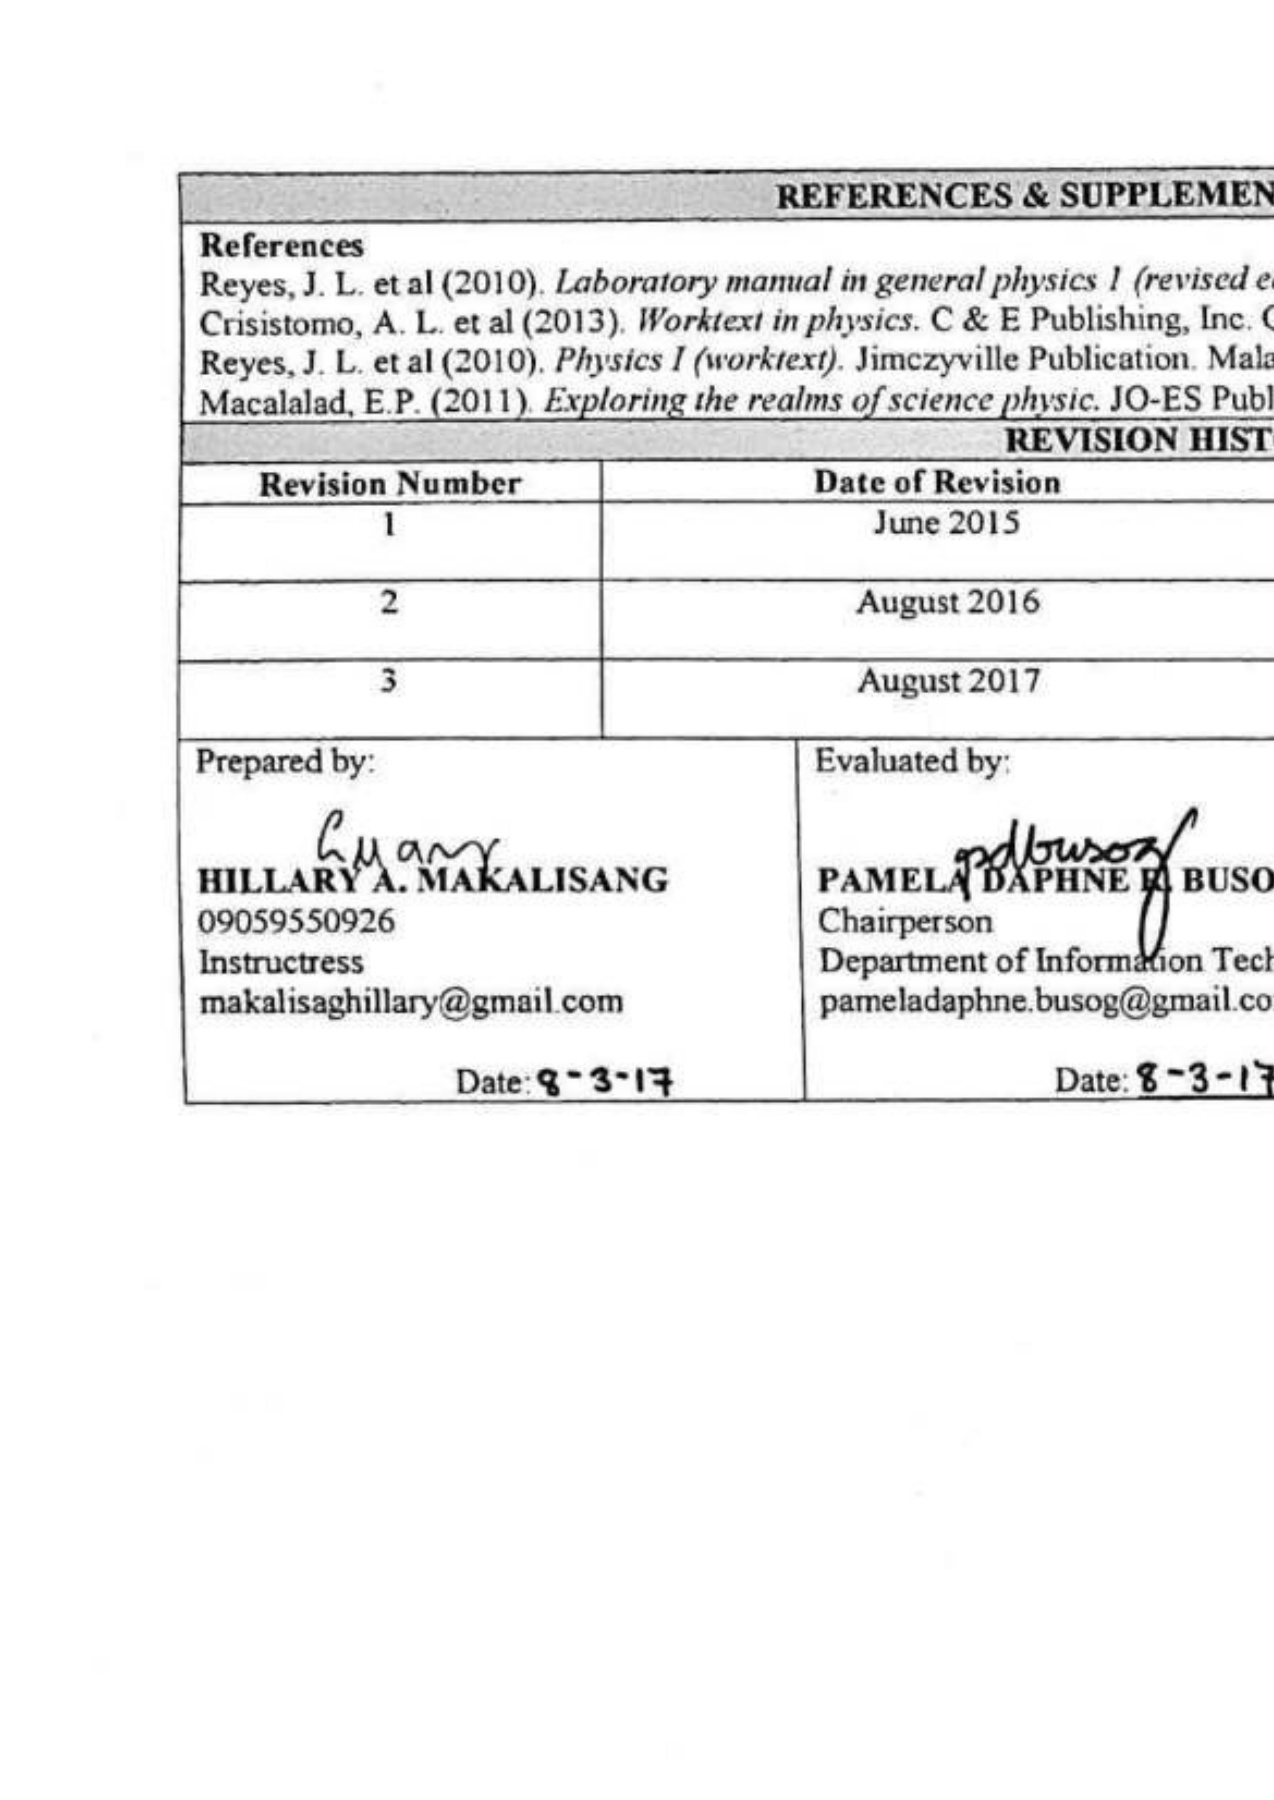 REFERENCES & SUPPLEMEN
References
Reyes, J. L. et al (2010). Laboratory manual in general physics 1 (revised e
Crisistomo, A. L. et al (2013). Worktext in physics. C & E Publishing, Inc.
Reyes, J. L. et al (2010). Physics I (worktext). Jimczyville Publication. Mala
Macalalad, E.P. (2011). Exploring the realms of science physic. JO-ES Publ
REVISION HIST
Revision Number Date of Revision
1 June 2015
2 August 2016
3 August 2017
Prepared by:
HILLARY A. MAKALISANG
09059550926
Instructress
makalisaghillary@gmail.com
Date: 8-3-17
Evaluated by:
pdbusog
PAMELA DAPHNE BUSO
Chairperson
Department of Information Tech
pameladaphne.busog@gmail.co
Date: 8-3-17